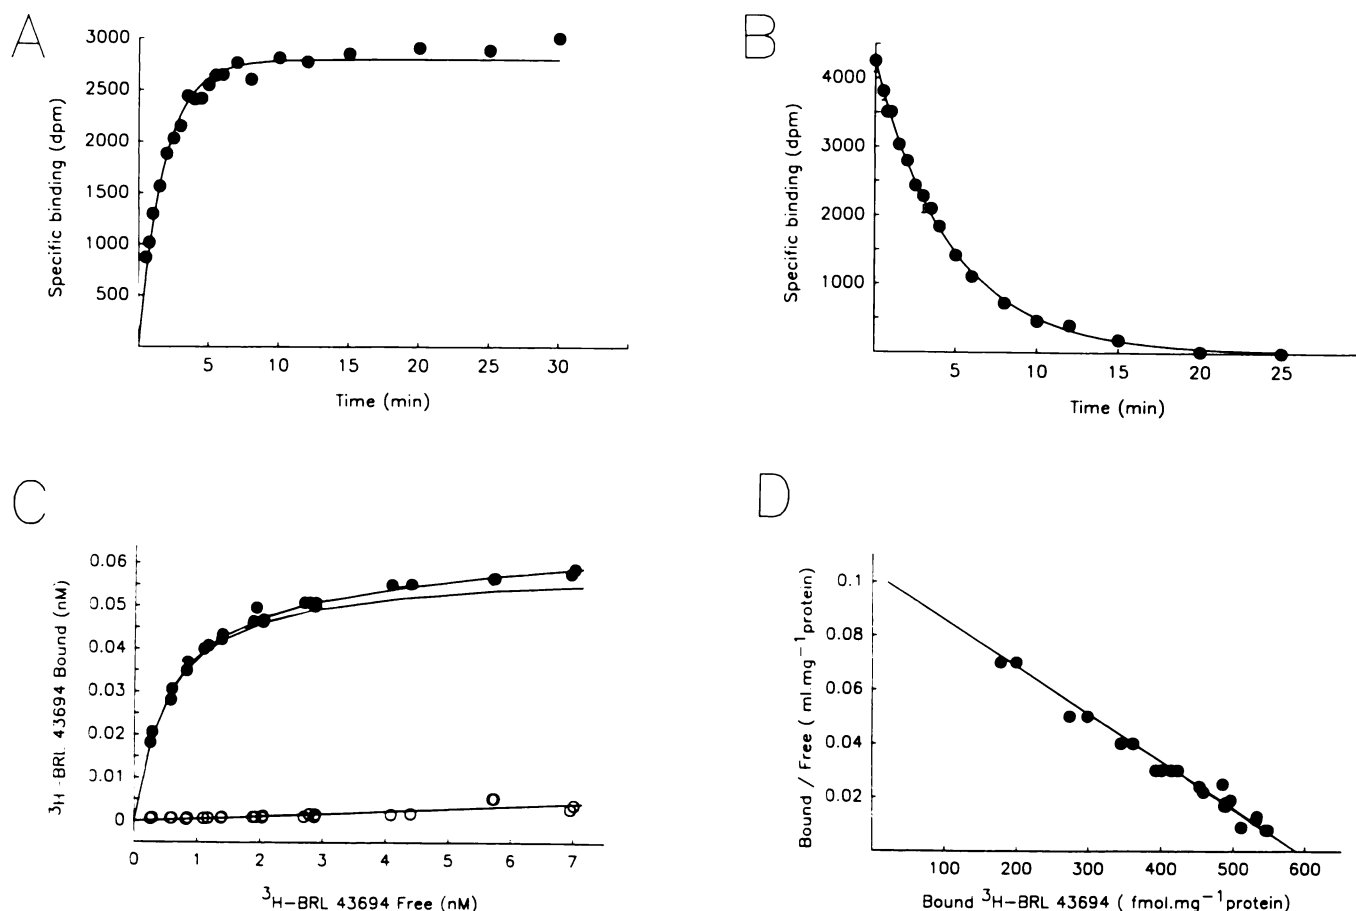 A
3000
2500
2000
1500
1000
500
Specific binding (dpm)
5 10 15 20 25 30
Time (min)
B
4000
3000
2000
1000
Specific binding (dpm)
5 10 15 20 25
Time (min)
C
0.06
0.05
0.04
0.03
0.02
0.01
0
³H-BRL 43694 Bound (nM)
0 1 2 3 4 5 6 7
³H-BRL 43694 Free (nM)
D
0.1
0.08
0.06
0.04
0.02
Bound / Free ( ml.mg⁻¹protein)
100 200 300 400 500 600
Bound ³H-BRL 43694 ( fmol.mg⁻¹protein)